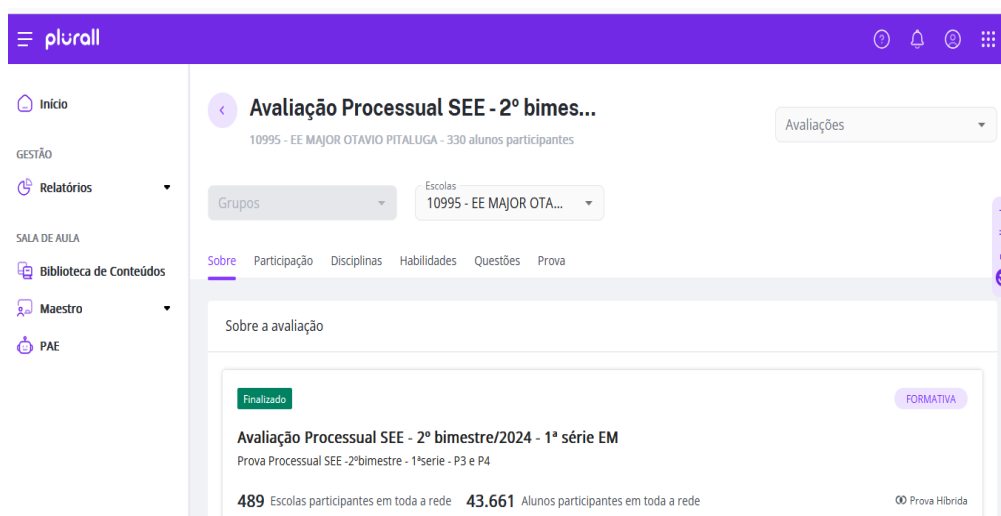 plurall
Início
GESTÃO
Relatórios
SALA DE AULA
Biblioteca de Conteúdos
Maestro
PAE
Avaliação Processual SEE - 2º bimes...
10995 - EE MAJOR OTAVIO PITALUGA - 330 alunos participantes
Avaliações
Grupos
Escolas
10995 - EE MAJOR OTA...
Sobre Participação Disciplinas Habilidades Questões Prova
Sobre a avaliação
Finalizado
FORMATIVA
Avaliação Processual SEE - 2º bimestre/2024 - 1ª série EM
Prova Processual SEE -2ºbimestre - 1ªserie - P3 e P4
489 Escolas participantes em toda a rede 43.661 Alunos participantes em toda a rede
Prova Híbrida